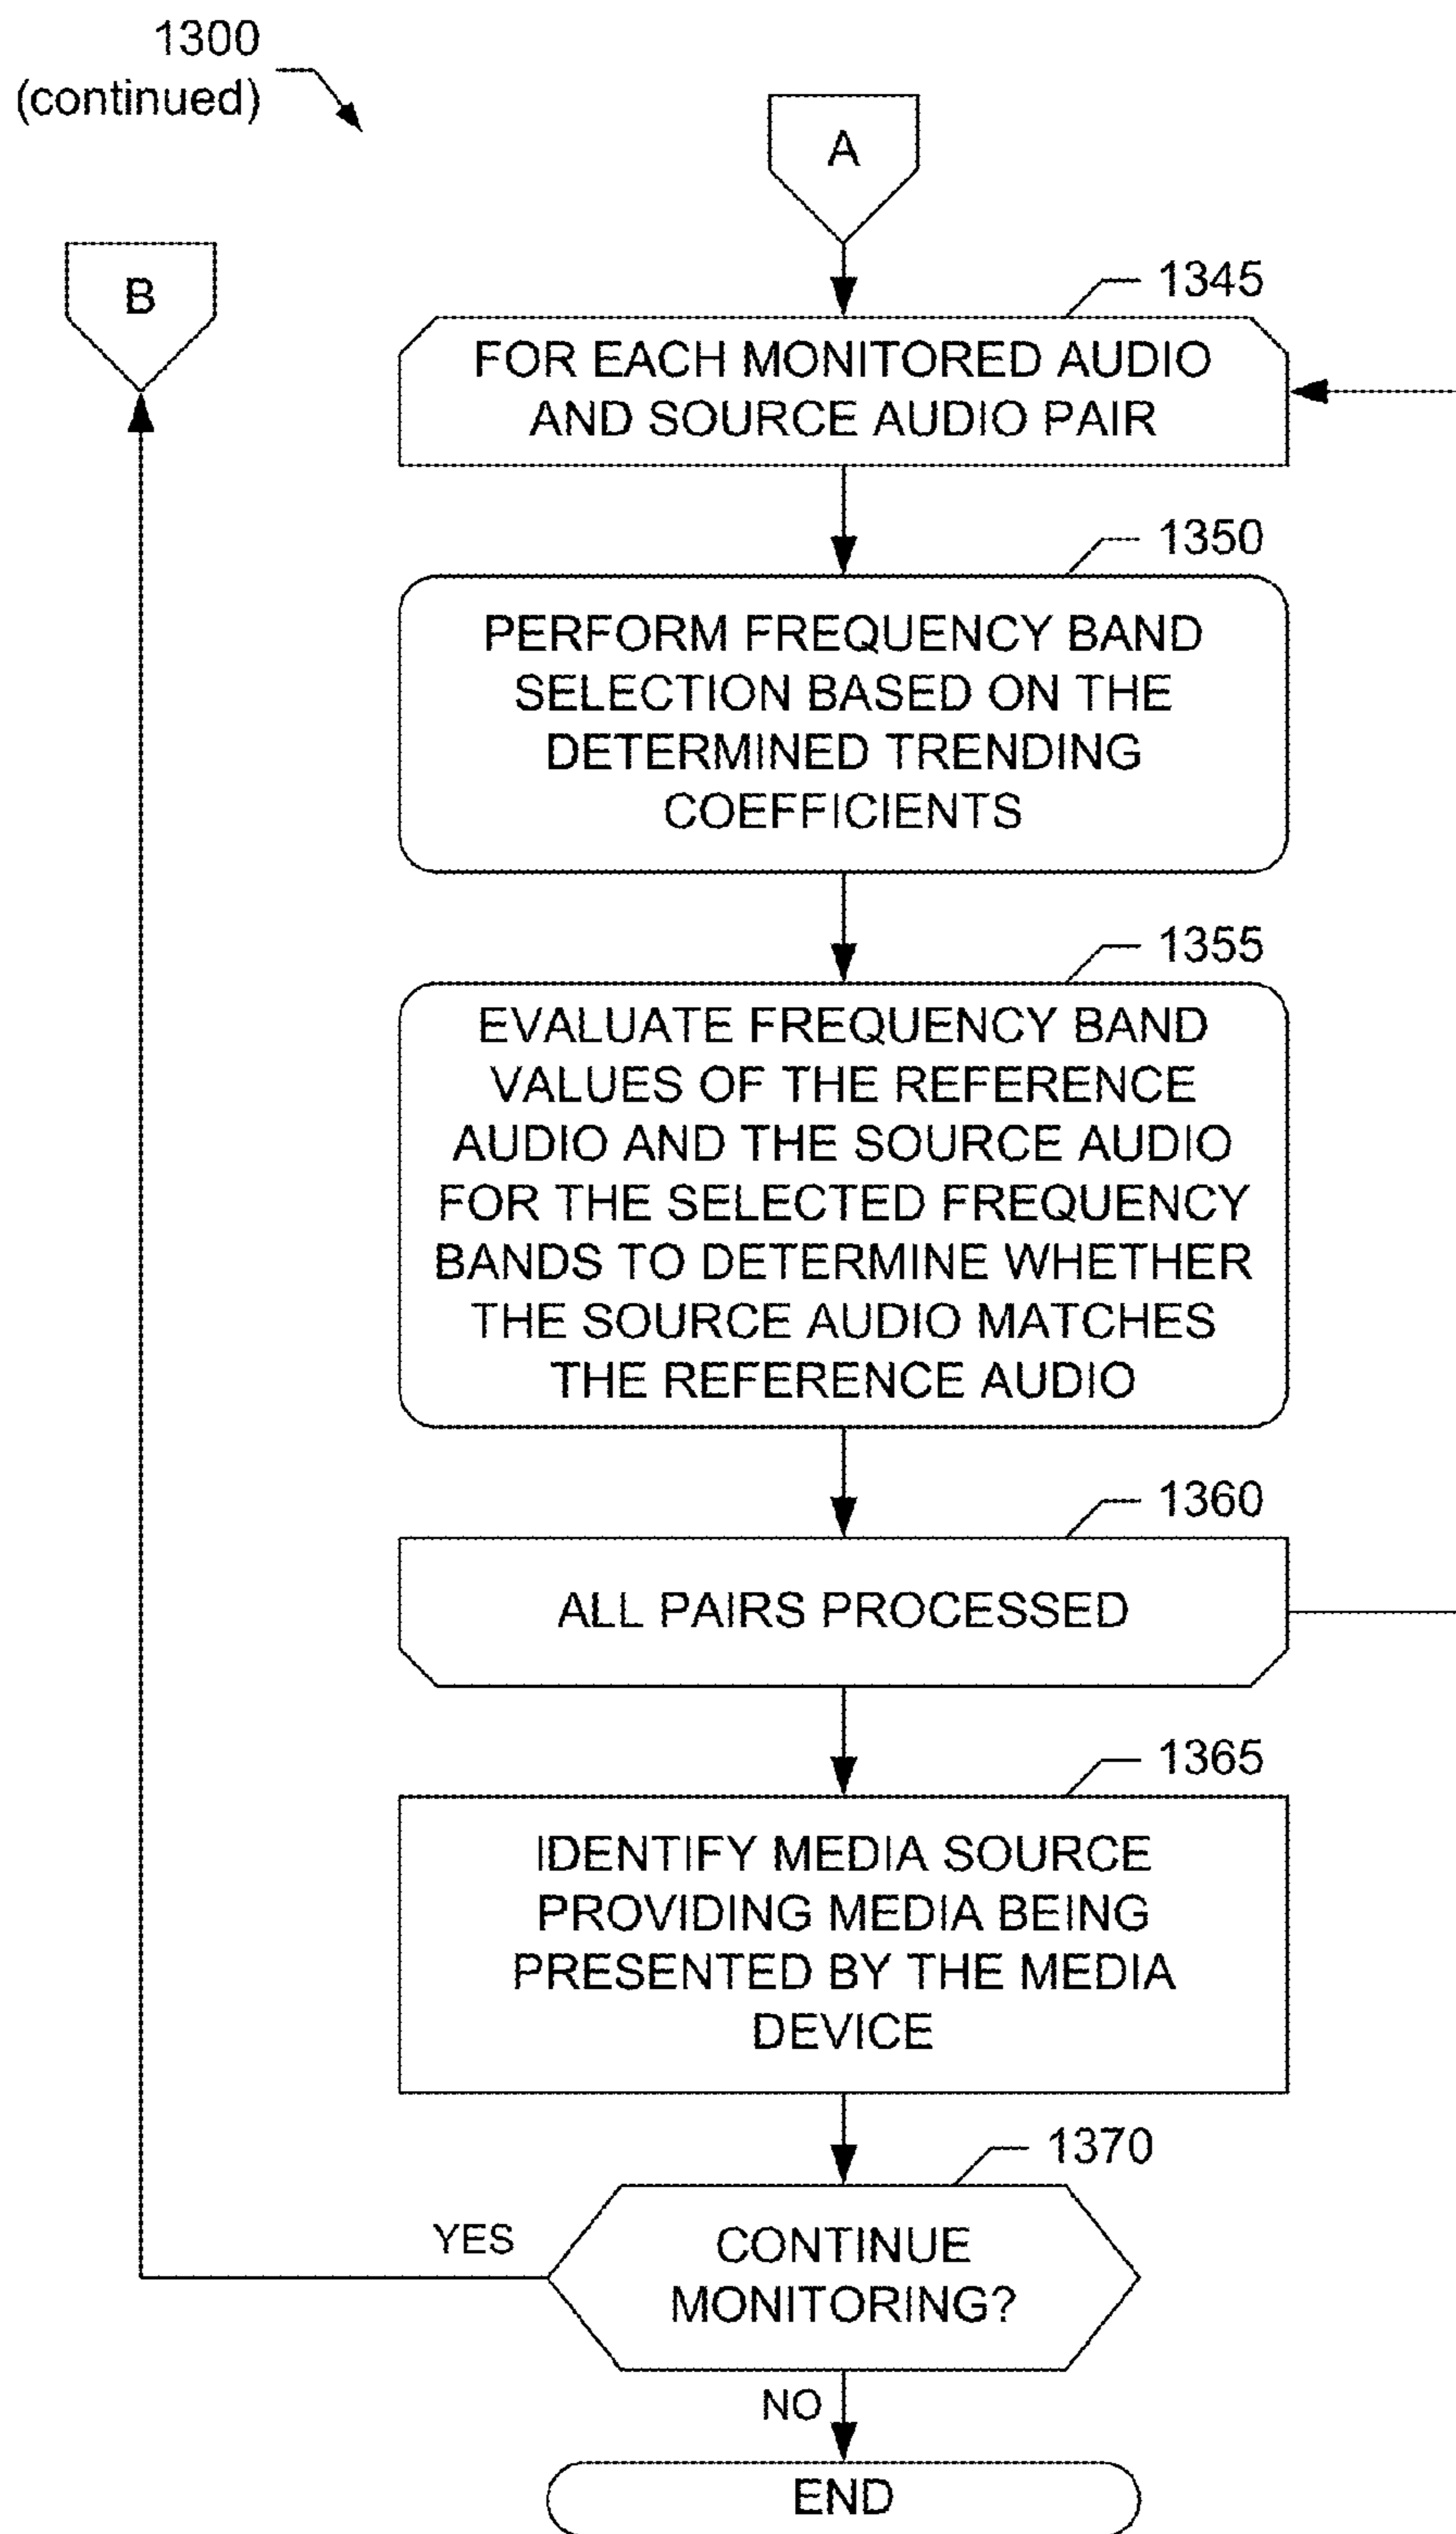 1300
(continued)
A
B
1345
FOR EACH MONITORED AUDIO
AND SOURCE AUDIO PAIR
1350
PERFORM FREQUENCY BAND
SELECTION BASED ON THE
DETERMINED TRENDING
COEFFICIENTS
1355
EVALUATE FREQUENCY BAND
VALUES OF THE REFERENCE
AUDIO AND THE SOURCE AUDIO
FOR THE SELECTED FREQUENCY
BANDS TO DETERMINE WHETHER
THE SOURCE AUDIO MATCHES
THE REFERENCE AUDIO
1360
ALL PAIRS PROCESSED
1365
IDENTIFY MEDIA SOURCE
PROVIDING MEDIA BEING
PRESENTED BY THE MEDIA
DEVICE
1370
YES
CONTINUE
MONITORING?
NO
END